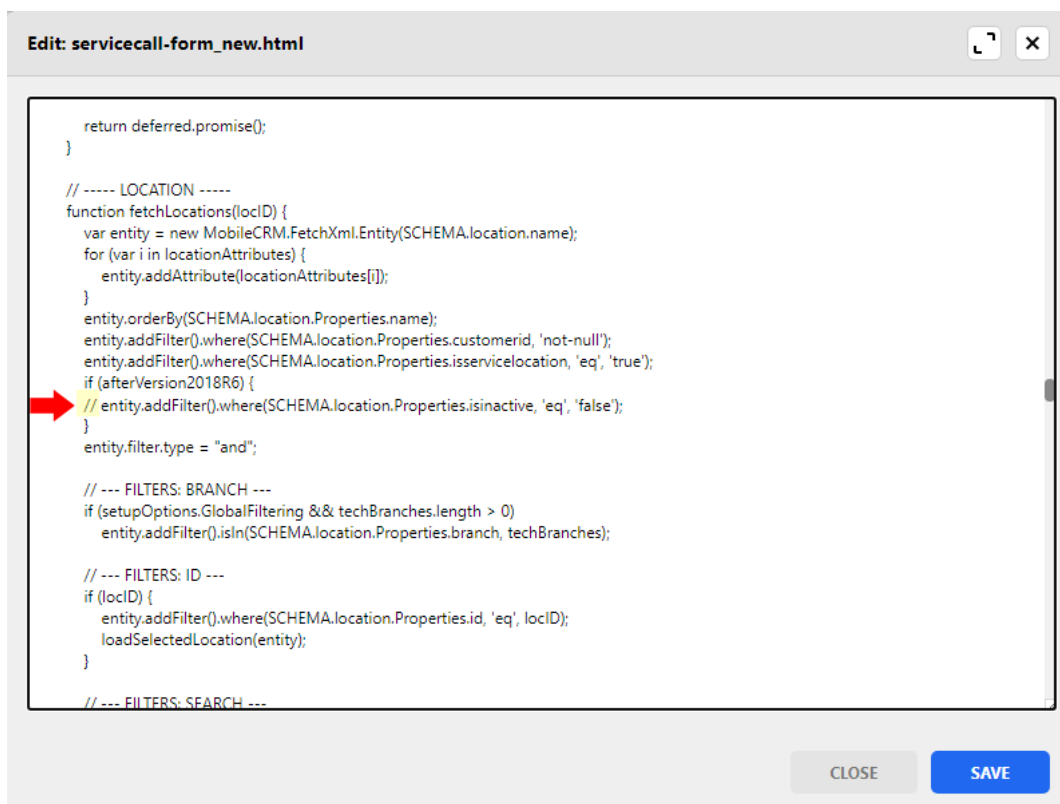 Edit: servicecall-form_new.html
return deferred.promise();
}
// ----- LOCATION -----
function fetchLocations(locID) {
var entity = new MobileCRM.FetchXml.Entity(SCHEMA.location.name);
for (var i in locationAttributes) {
entity.addAttribute(locationAttributes[i]);
}
entity.orderBy(SCHEMA.location.Properties.name);
entity.addFilter().where(SCHEMA.location.Properties.customerid, 'not-null');
entity.addFilter().where(SCHEMA.location.Properties.isservicelocation, 'eq', 'true');
if (afterVersion2018R6) {
// entity.addFilter().where(SCHEMA.location.Properties.isinactive, 'eq', 'false');
}
entity.filter.type = "and";
// --- FILTERS: BRANCH ---
if (setupOptions.GlobalFiltering && techBranches.length > 0)
entity.addFilter().isIn(SCHEMA.location.Properties.branch, techBranches);
// --- FILTERS: ID ---
if (locID) {
entity.addFilter().where(SCHEMA.location.Properties.id, 'eq', locID);
loadSelectedLocation(entity);
}
// --- FILTERS: SEARCH ---
CLOSE SAVE